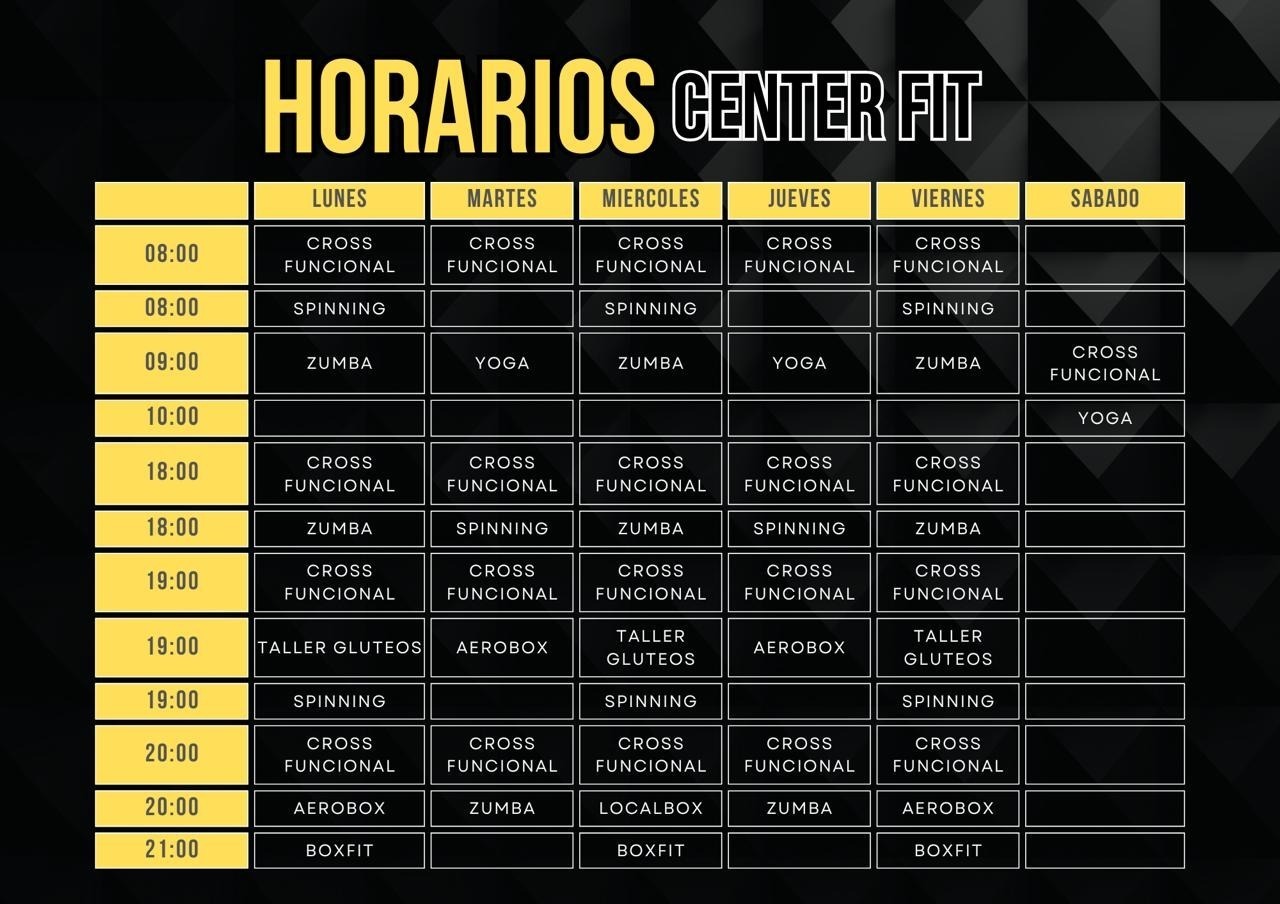 HORARIOS CENTER FIT
LUNES MARTES MIERCOLES JUEVES VIERNES SABADO
08:00 CROSS FUNCIONAL CROSS FUNCIONAL CROSS FUNCIONAL CROSS FUNCIONAL CROSS FUNCIONAL
08:00 SPINNING SPINNING SPINNING
09:00 ZUMBA YOGA ZUMBA YOGA ZUMBA CROSS FUNCIONAL
10:00 YOGA
18:00 CROSS FUNCIONAL CROSS FUNCIONAL CROSS FUNCIONAL CROSS FUNCIONAL CROSS FUNCIONAL
18:00 ZUMBA SPINNING ZUMBA SPINNING ZUMBA
19:00 CROSS FUNCIONAL CROSS FUNCIONAL CROSS FUNCIONAL CROSS FUNCIONAL CROSS FUNCIONAL
19:00 TALLER GLUTEOS AEROBOX TALLER GLUTEOS AEROBOX TALLER GLUTEOS
19:00 SPINNING SPINNING SPINNING
20:00 CROSS FUNCIONAL CROSS FUNCIONAL CROSS FUNCIONAL CROSS FUNCIONAL CROSS FUNCIONAL
20:00 AEROBOX ZUMBA LOCALBOX ZUMBA AEROBOX
21:00 BOXFIT BOXFIT BOXFIT